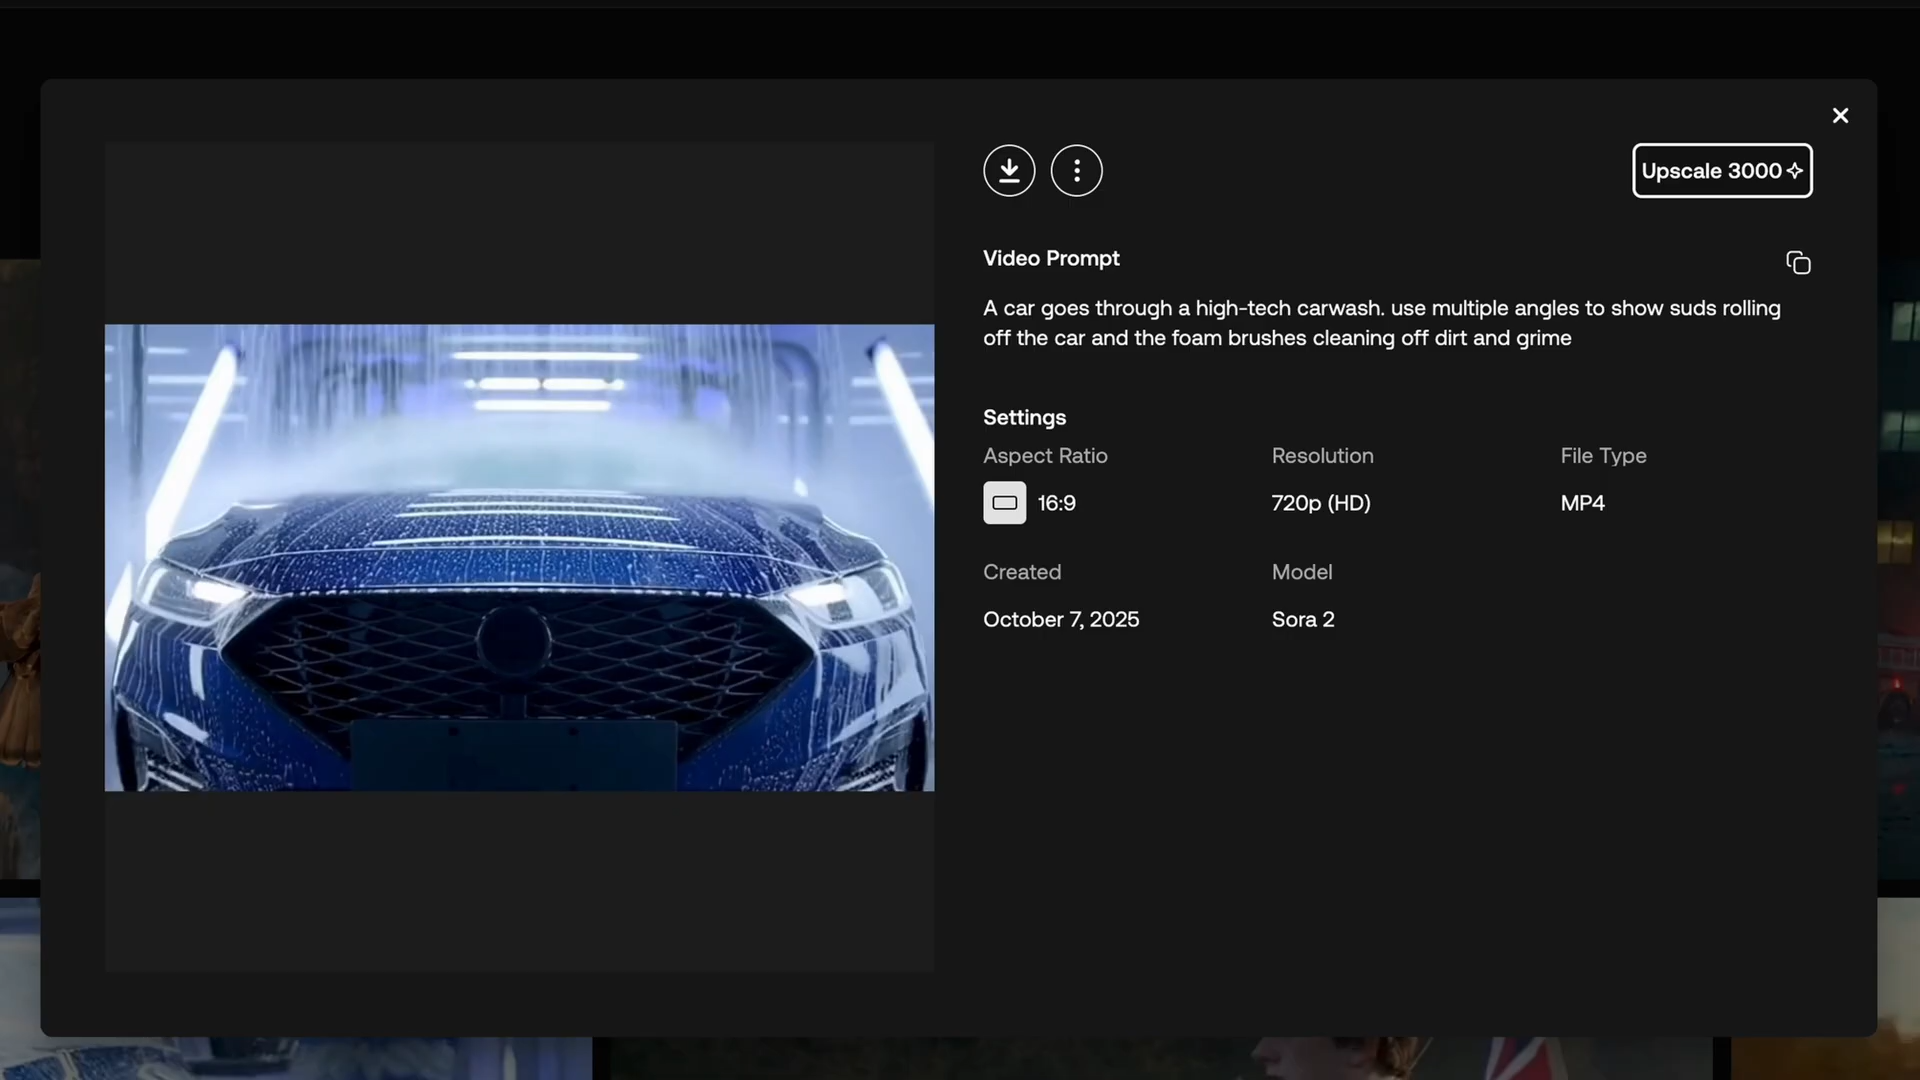 Upscale 3000
Video Prompt
A car goes through a high-tech carwash. use multiple angles to show suds rolling
off the car and the foam brushes cleaning off dirt and grime
Settings
Aspect Ratio
Resolution
File Type
16:9
720p (HD)
MP4
Created
Model
October 7, 2025
Sora 2